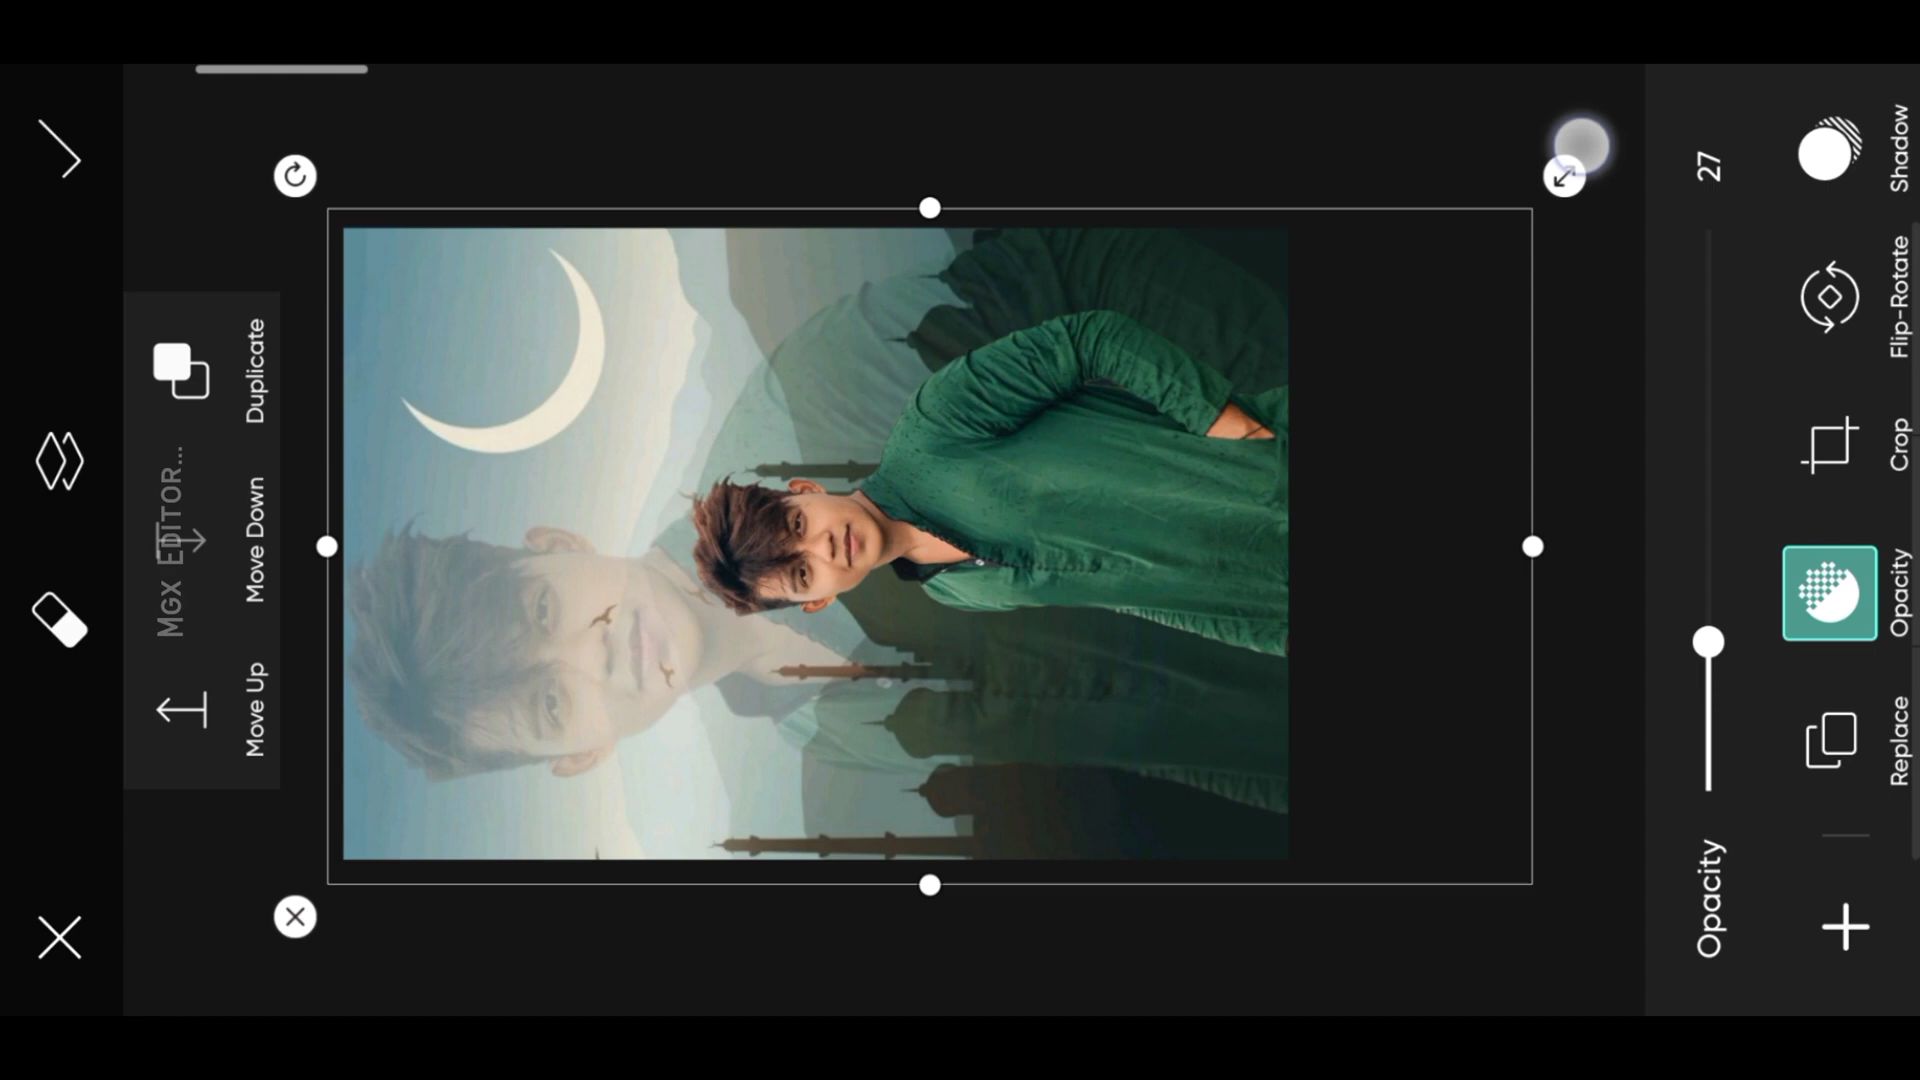 MGX EDITOR...
Move Up
Move Down
Duplicate
Opacity
27
Replace
Opacity
Crop
Flip-Rotate
Shadow